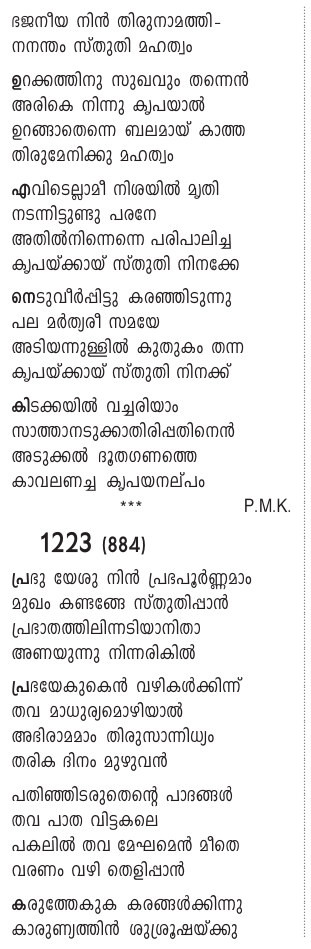 ഭജനീയ നിൻ തിരുനാമത്തി-
നനന്തം സ്തുതി മഹത്വം
ഉറക്കത്തിനു സുഖവും തന്നെൻ
അരികെ നിന്നു കൃപയാൽ
ഉറങ്ങാതെന്നെ ബലമായ് കാത്ത
തിരുമേനിക്കു മഹത്വം
എവിടെല്ലാമീ നിശയിൽ മൃതി
നടന്നിട്ടുണ്ടു പരനേ
അതിൽനിന്നെന്നെ പരിപാലിച്ച
കൃപയ്ക്കായ് സ്തുതി നിനക്കേ
നെടുവീർപ്പിട്ടു കരഞ്ഞിടുന്നു
പല മർത്യരീ സമയേ
അടിയന്നുള്ളിൽ കുതുകം തന്ന
കൃപയ്ക്കായ് സ്തുതി നിനക്ക്
കിടക്കയിൽ വച്ചരിയാം
സാത്താനടുക്കാതിരിപ്പതിനെൻ
അടുക്കൽ ദൂതഗണത്തെ
കാവലണച്ച കൃപയനല്പം
*** P.M.K.
1223 (884)
പ്രഭു യേശു നിൻ പ്രഭപൂർണ്ണമാം
മുഖം കണ്ടങ്ങേ സ്തുതിപ്പാൻ
പ്രഭാതത്തിലിന്നടിയാനിതാ
അണയുന്നു നിന്നരികിൽ
പ്രഭയേകുകെൻ വഴികൾക്കിന്ന്
തവ മാധുര്യമൊഴിയാൽ
അഭിരാമമാം തിരുസാന്നിധ്യം
തരിക ദിനം മുഴുവൻ
പതിഞ്ഞിടരുതെന്റെ പാദങ്ങൾ
തവ പാത വിട്ടകലെ
പകലിൽ തവ മേഘമെൻ മീതെ
വരണം വഴി തെളിപ്പാൻ
കരുത്തേകുക കരങ്ങൾക്കിന്നു
കാരുണ്യത്തിൻ ശുശ്രൂഷയ്ക്കു